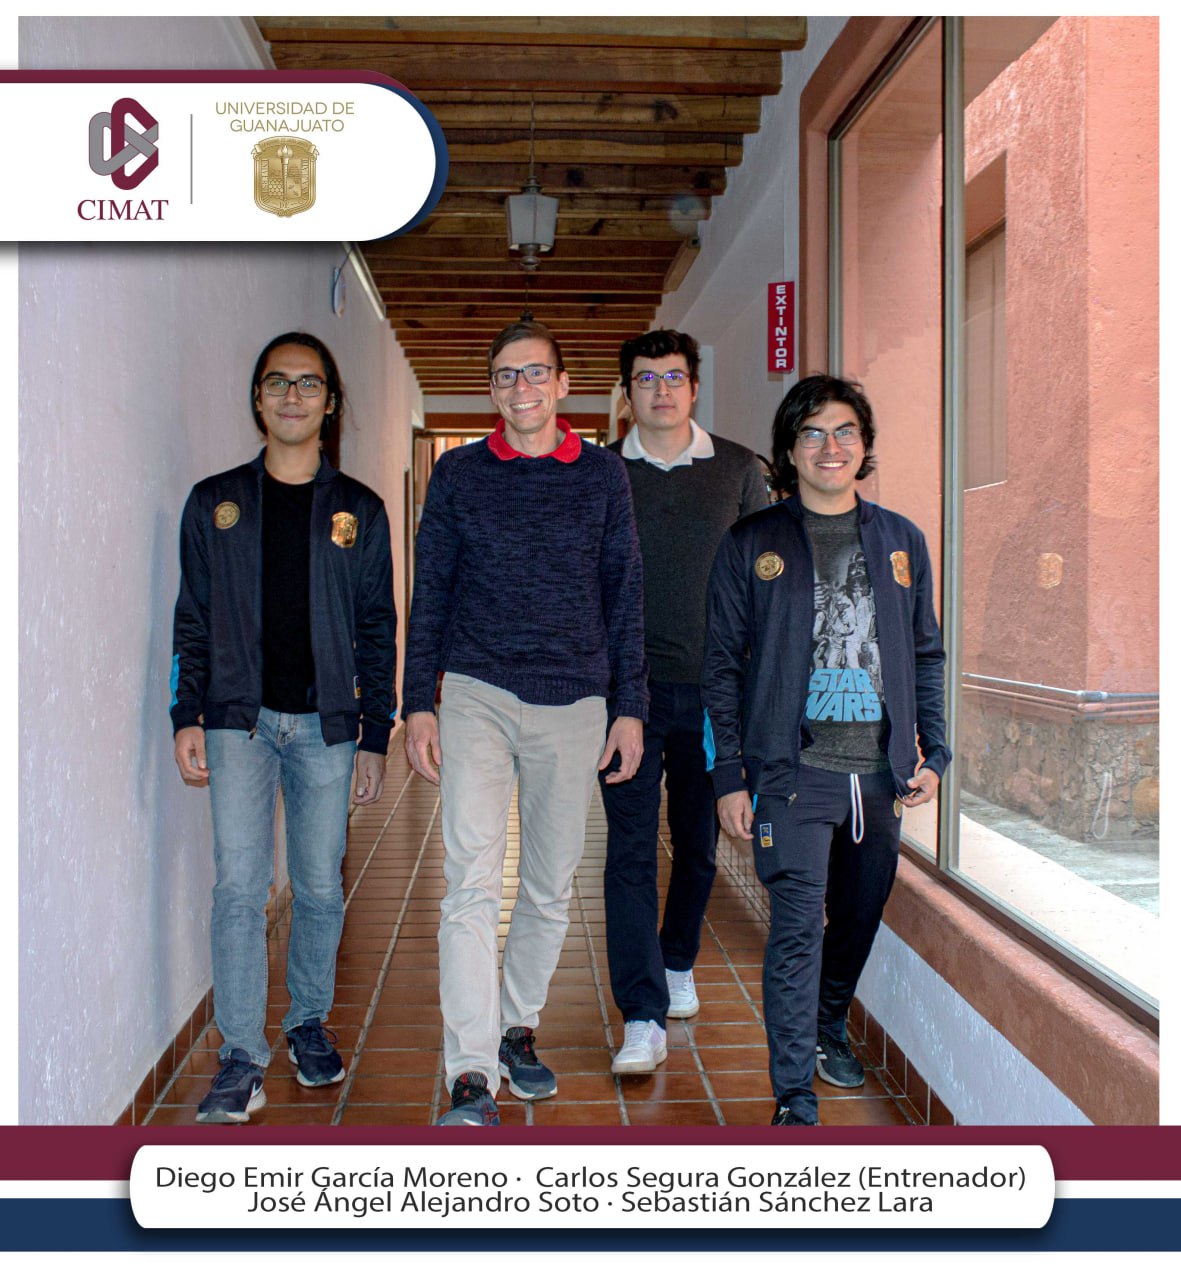 UNIVERSIDAD DE
GUANAJUATO
CIMAT
EXTINTOR
STAR
WARS
Diego Emir García Moreno · Carlos Segura González (Entrenador)
José Ángel Alejandro Soto · Sebastián Sánchez Lara